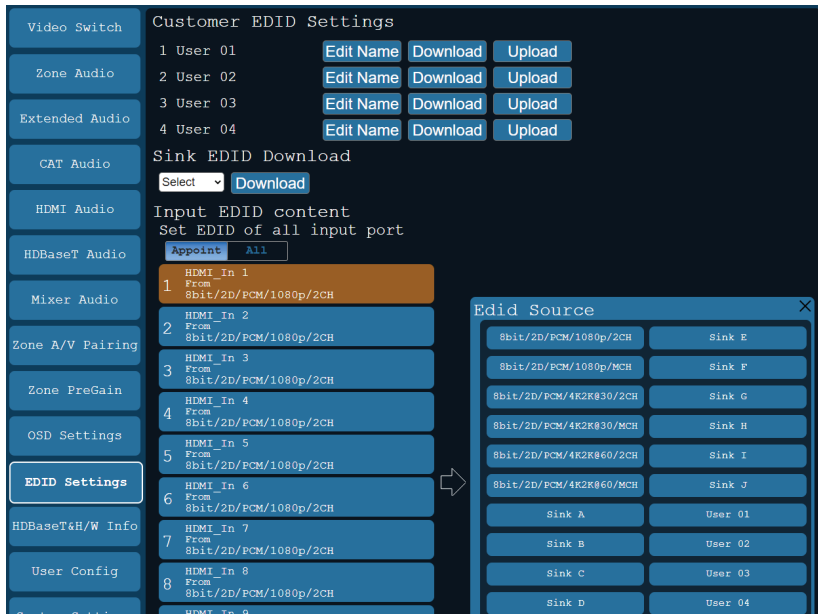 Video Switch
Zone Audio
Extended Audio
CAT Audio
HDMI Audio
HDBaseT Audio
Mixer Audio
Zone A/V Pairing
Zone PreGain
OSD Settings
EDID Settings
HDBaseT&H/W Info
User Config
Customer EDID Settings
1 User 01 Edit Name Download Upload
2 User 02 Edit Name Download Upload
3 User 03 Edit Name Download Upload
4 User 04 Edit Name Download Upload
Sink EDID Download
Select Download
Input EDID content
Set EDID of all input port
Appoint All
1 HDMI_In 1
From
8bit/2D/PCM/1080p/2CH
2 HDMI_In 2
From
8bit/2D/PCM/1080p/2CH
3 HDMI_In 3
From
8bit/2D/PCM/1080p/2CH
4 HDMI_In 4
From
8bit/2D/PCM/1080p/2CH
5 HDMI_In 5
From
8bit/2D/PCM/1080p/2CH
6 HDMI_In 6
From
8bit/2D/PCM/1080p/2CH
7 HDMI_In 7
From
8bit/2D/PCM/1080p/2CH
8 HDMI_In 8
From
8bit/2D/PCM/1080p/2CH
HDMI_In 9
Edid Source
8bit/2D/PCM/1080p/2CH Sink E
8bit/2D/PCM/1080p/MCH Sink F
8bit/2D/PCM/4K2K@30/2CH Sink G
8bit/2D/PCM/4K2K@30/MCH Sink H
8bit/2D/PCM/4K2K@60/2CH Sink I
8bit/2D/PCM/4K2K@60/MCH Sink J
Sink A User 01
Sink B User 02
Sink C User 03
Sink D User 04